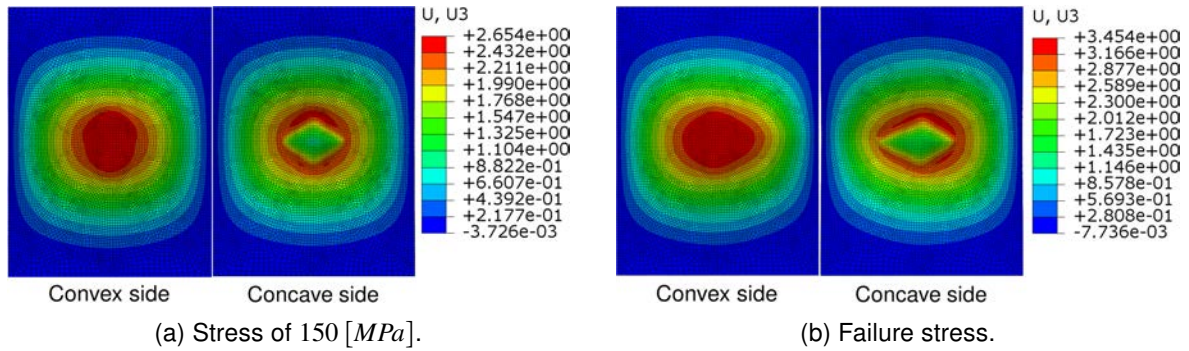 U, U3
+2.654e+00
+2.432e+00
+2.211e+00
+1.990e+00
+1.768e+00
+1.547e+00
+1.325e+00
+1.104e+00
+8.822e-01
+6.607e-01
+4.392e-01
+2.177e-01
-3.726e-03
Convex side
Concave side
(a) Stress of 150 [MPa].
U, U3
+3.454e+00
+3.166e+00
+2.877e+00
+2.589e+00
+2.300e+00
+2.012e+00
+1.723e+00
+1.435e+00
+1.146e+00
+8.578e-01
+5.693e-01
+2.808e-01
-7.736e-03
Convex side
Concave side
(b) Failure stress.